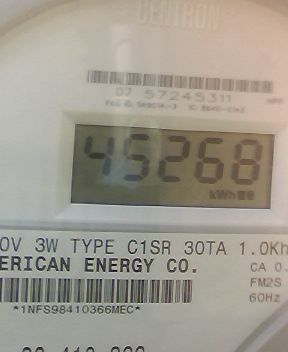 CENTRON
07 57245311
45268
kWh
0V 3W TYPE C1SR 30TA 1.0Kh
ERICAN ENERGY CO.
CA 0.
FM2S
60Hz
*1NFS98410366MEC*